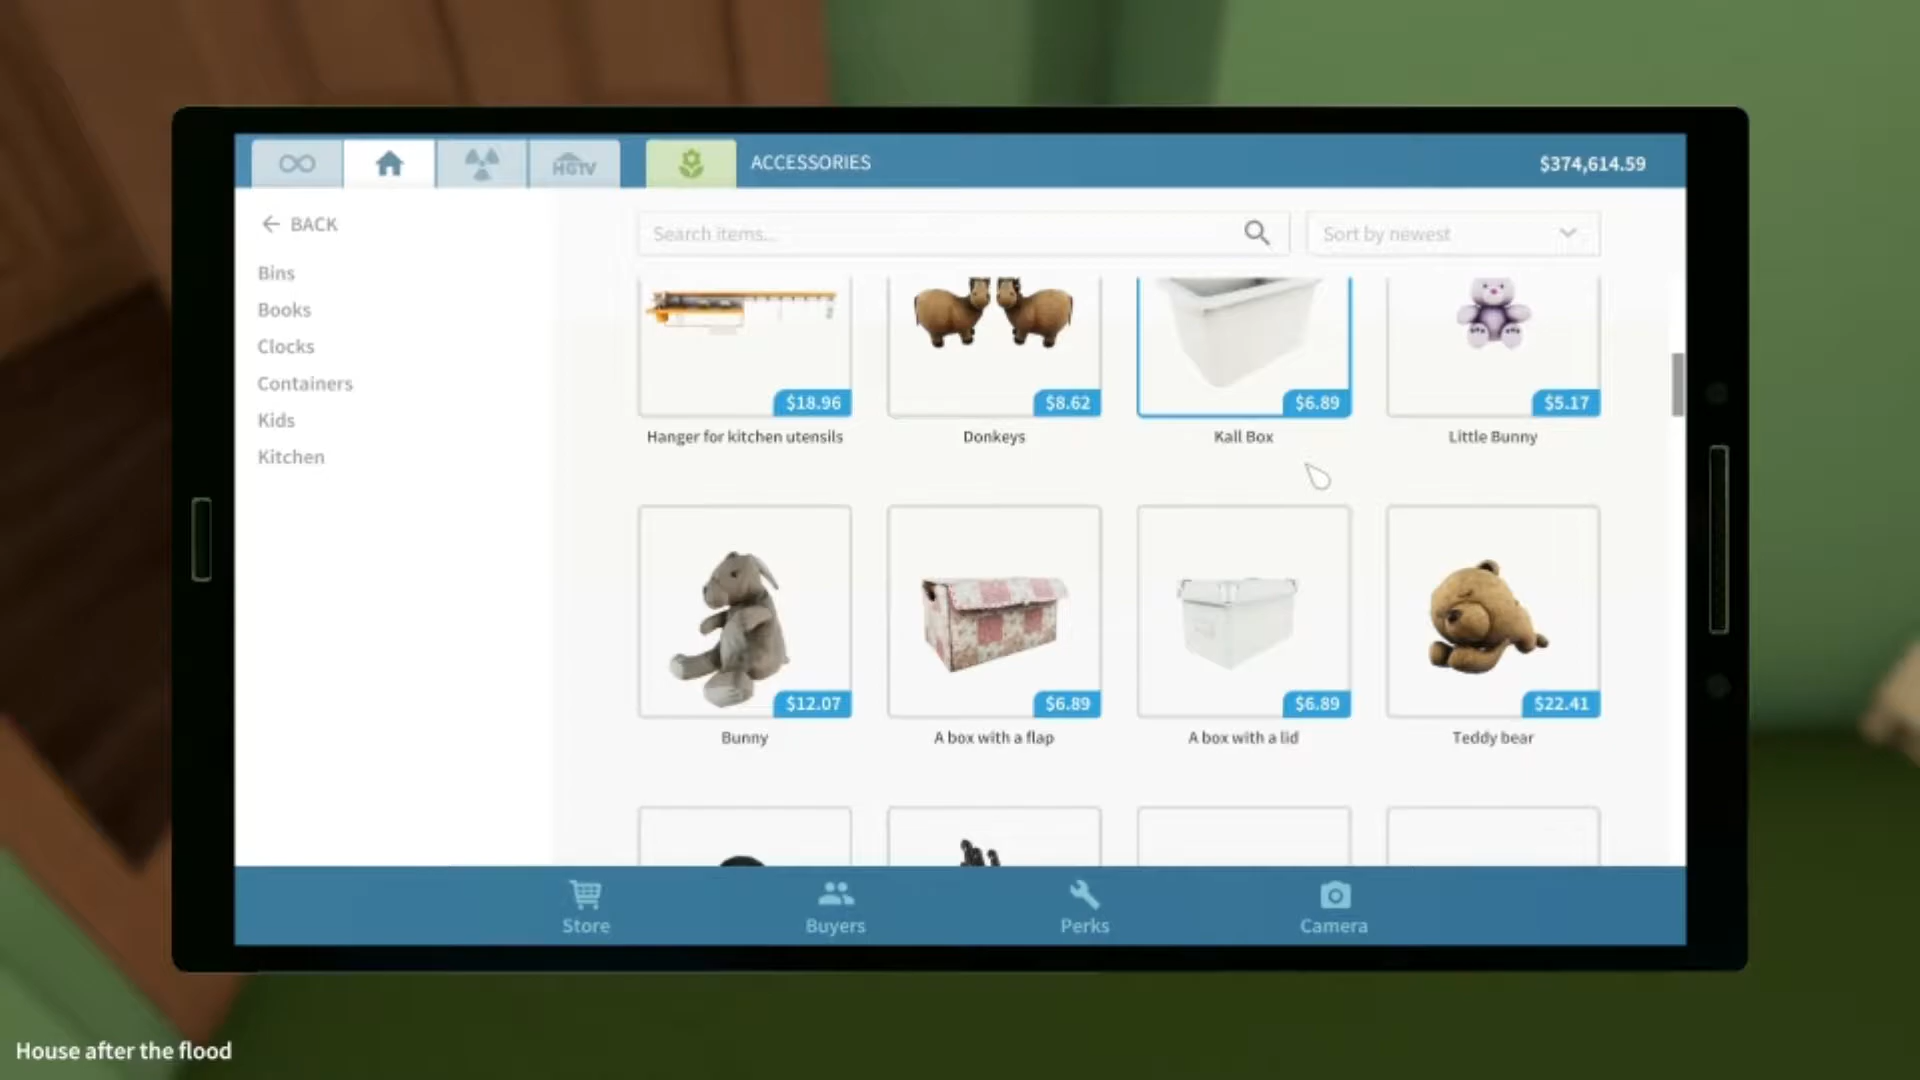 HGTV
ACCESSORIES
$374,614.59
BACK
Search items...
Sort by newest
Bins
Books
Clocks
Containers
Kids
Kitchen
$18.96
$8.62
$6.89
$5.17
Hanger for kitchen utensils
Donkeys
Kall Box
Little Bunny
$12.07
$6.89
$6.89
$22.41
Bunny
A box with a flap
A box with a lid
Teddy bear
Store
Buyers
Perks
Camera
House after the flood